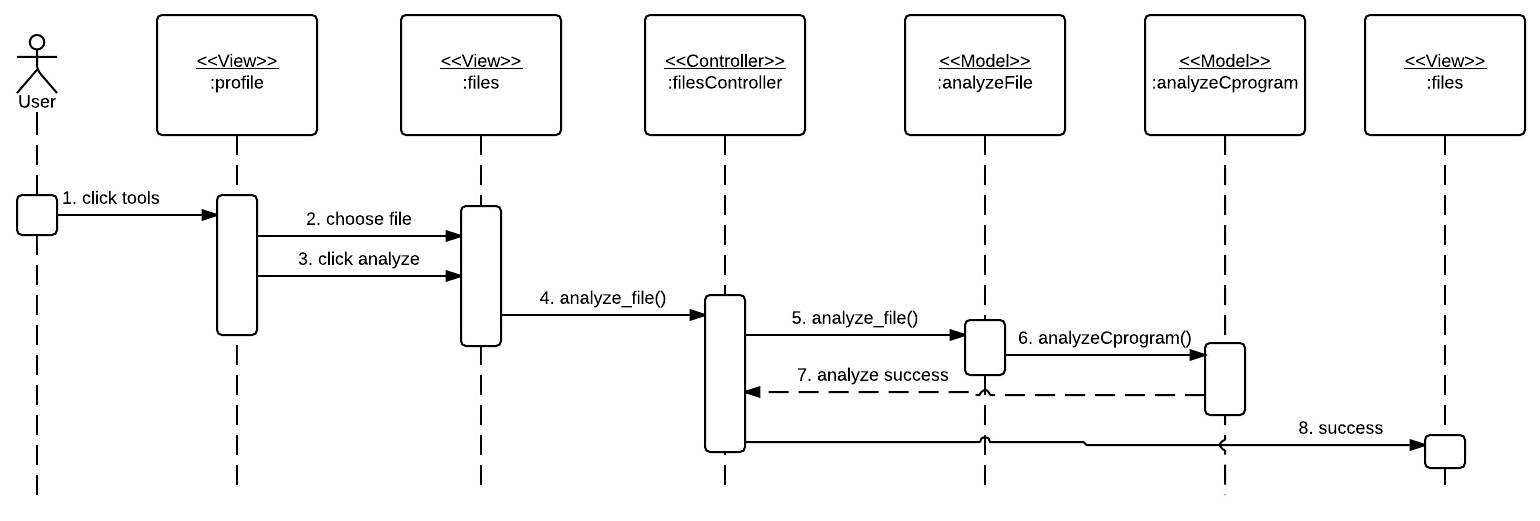 User
<<View>>
:profile
<<View>>
:files
<<Controller>>
:filesController
<<Model>>
:analyzeFile
<<Model>>
:analyzeCprogram
<<View>>
:files
1. click tools
2. choose file
3. click analyze
4. analyze_file()
5. analyze_file()
6. analyzeCprogram()
7. analyze success
8. success